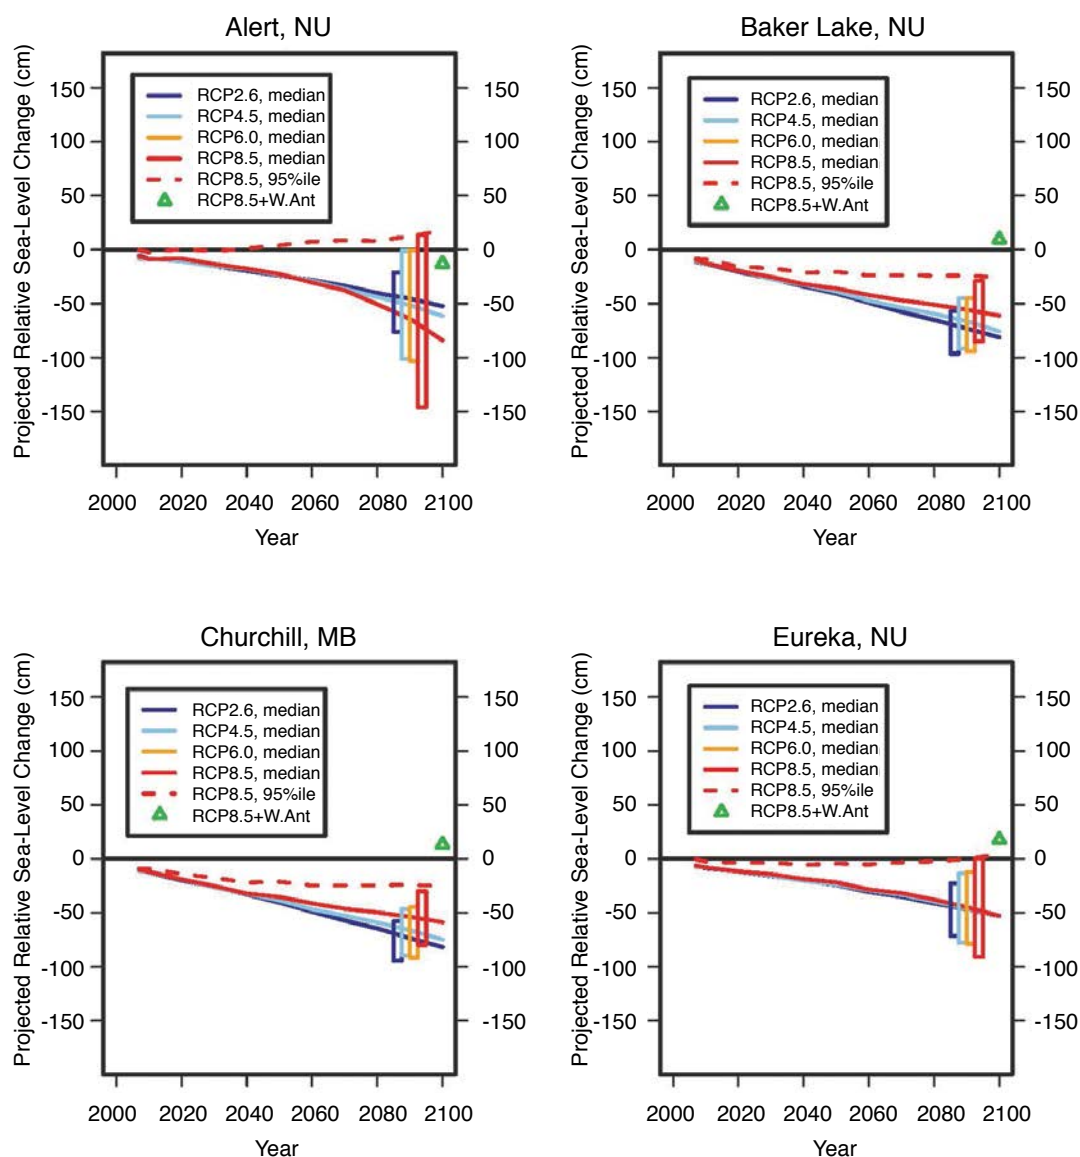 Alert, NU
Projected Relative Sea-Level Change (cm)
150
100
50
0
-50
-100
-150
RCP2.6, median
RCP4.5, median
RCP6.0, median
RCP8.5, median
RCP8.5, 95%ile
RCP8.5+W.Ant
150
100
50
0
-50
-100
-150
2000 2020 2040 2060 2080 2100
Year
Baker Lake, NU
Projected Relative Sea-Level Change (cm)
150
100
50
0
-50
-100
-150
RCP2.6, median
RCP4.5, median
RCP6.0, median
RCP8.5, median
RCP8.5, 95%ile
RCP8.5+W.Ant
150
100
50
0
-50
-100
-150
2000 2020 2040 2060 2080 2100
Year
Churchill, MB
Projected Relative Sea-Level Change (cm)
150
100
50
0
-50
-100
-150
RCP2.6, median
RCP4.5, median
RCP6.0, median
RCP8.5, median
RCP8.5, 95%ile
RCP8.5+W.Ant
150
100
50
0
-50
-100
-150
2000 2020 2040 2060 2080 2100
Year
Eureka, NU
Projected Relative Sea-Level Change (cm)
150
100
50
0
-50
-100
-150
RCP2.6, median
RCP4.5, median
RCP6.0, median
RCP8.5, median
RCP8.5, 95%ile
RCP8.5+W.Ant
150
100
50
0
-50
-100
-150
2000 2020 2040 2060 2080 2100
Year